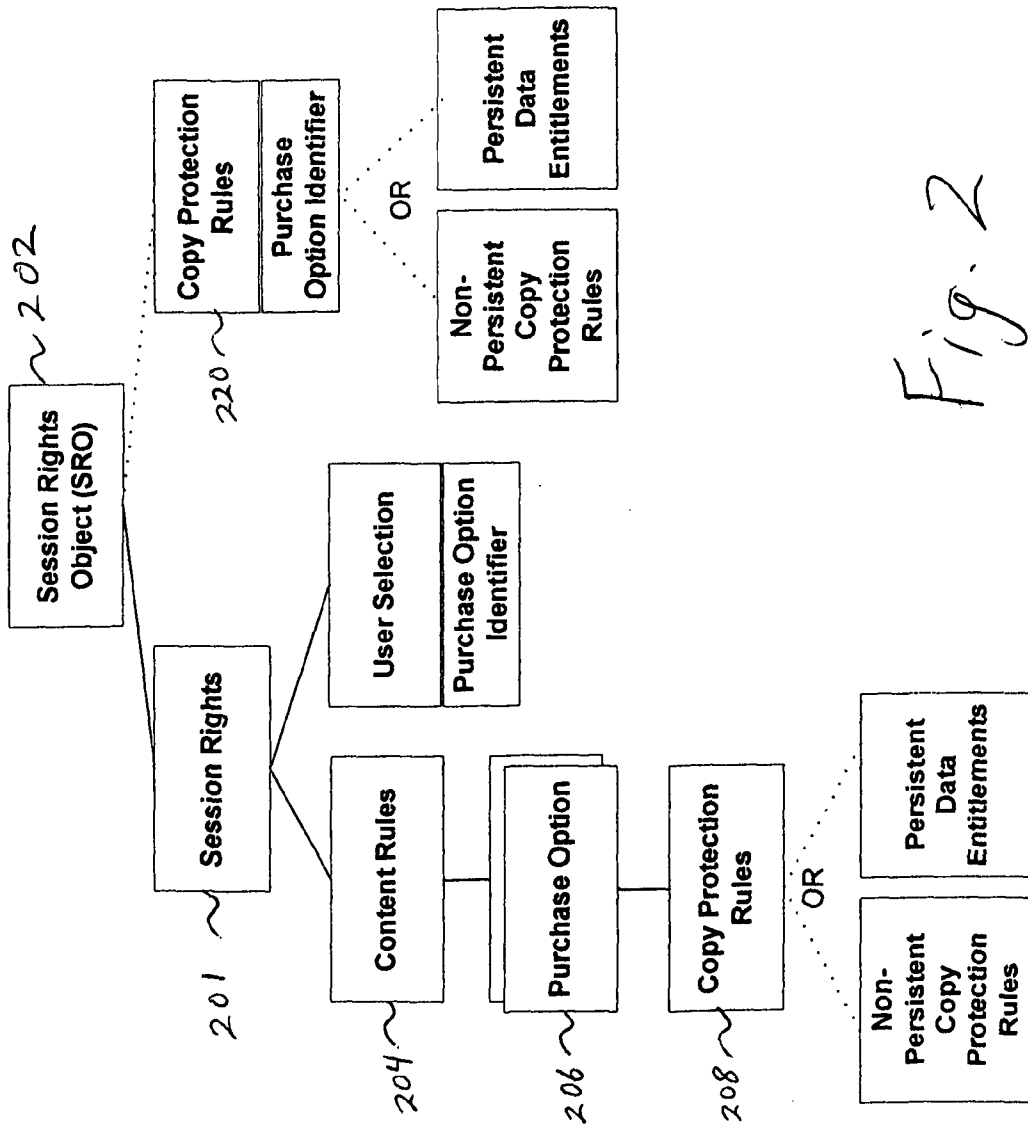 Session Rights
Object (SRO)
202
201
Session Rights
Copy Protection
Rules
220
Purchase
Option Identifier
204
Content Rules
User Selection
Purchase Option
Identifier
OR
Non-
Persistent
Copy
Protection
Rules
Persistent
Data
Entitlements
206
Purchase Option
208
Copy Protection
Rules
OR
Non-
Persistent
Copy
Protection
Rules
Persistent
Data
Entitlements
Fig. 2